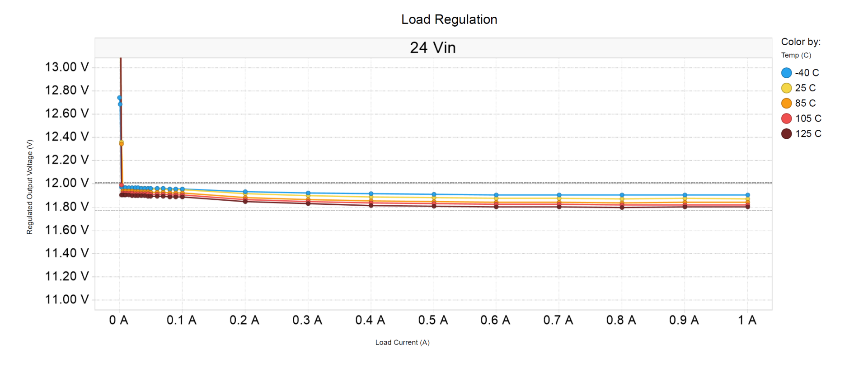 Load Regulation
24 Vin
Color by:
Temp (C)
-40 C
25 C
85 C
105 C
125 C
Regulated Output Voltage (V)
13.00 V
12.80 V
12.60 V
12.40 V
12.20 V
12.00 V
11.80 V
11.60 V
11.40 V
11.20 V
11.00 V
0 A 0.1 A 0.2 A 0.3 A 0.4 A 0.5 A 0.6 A 0.7 A 0.8 A 0.9 A 1 A
Load Current (A)